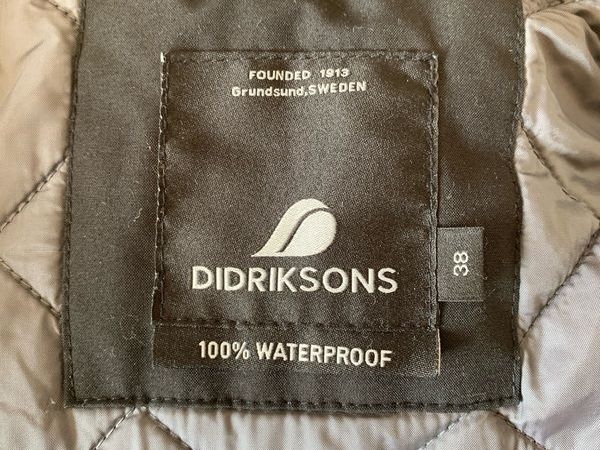 FOUNDED 1913
Grundsund,SWEDEN
DIDRIKSONS
38
100% WATERPROOF